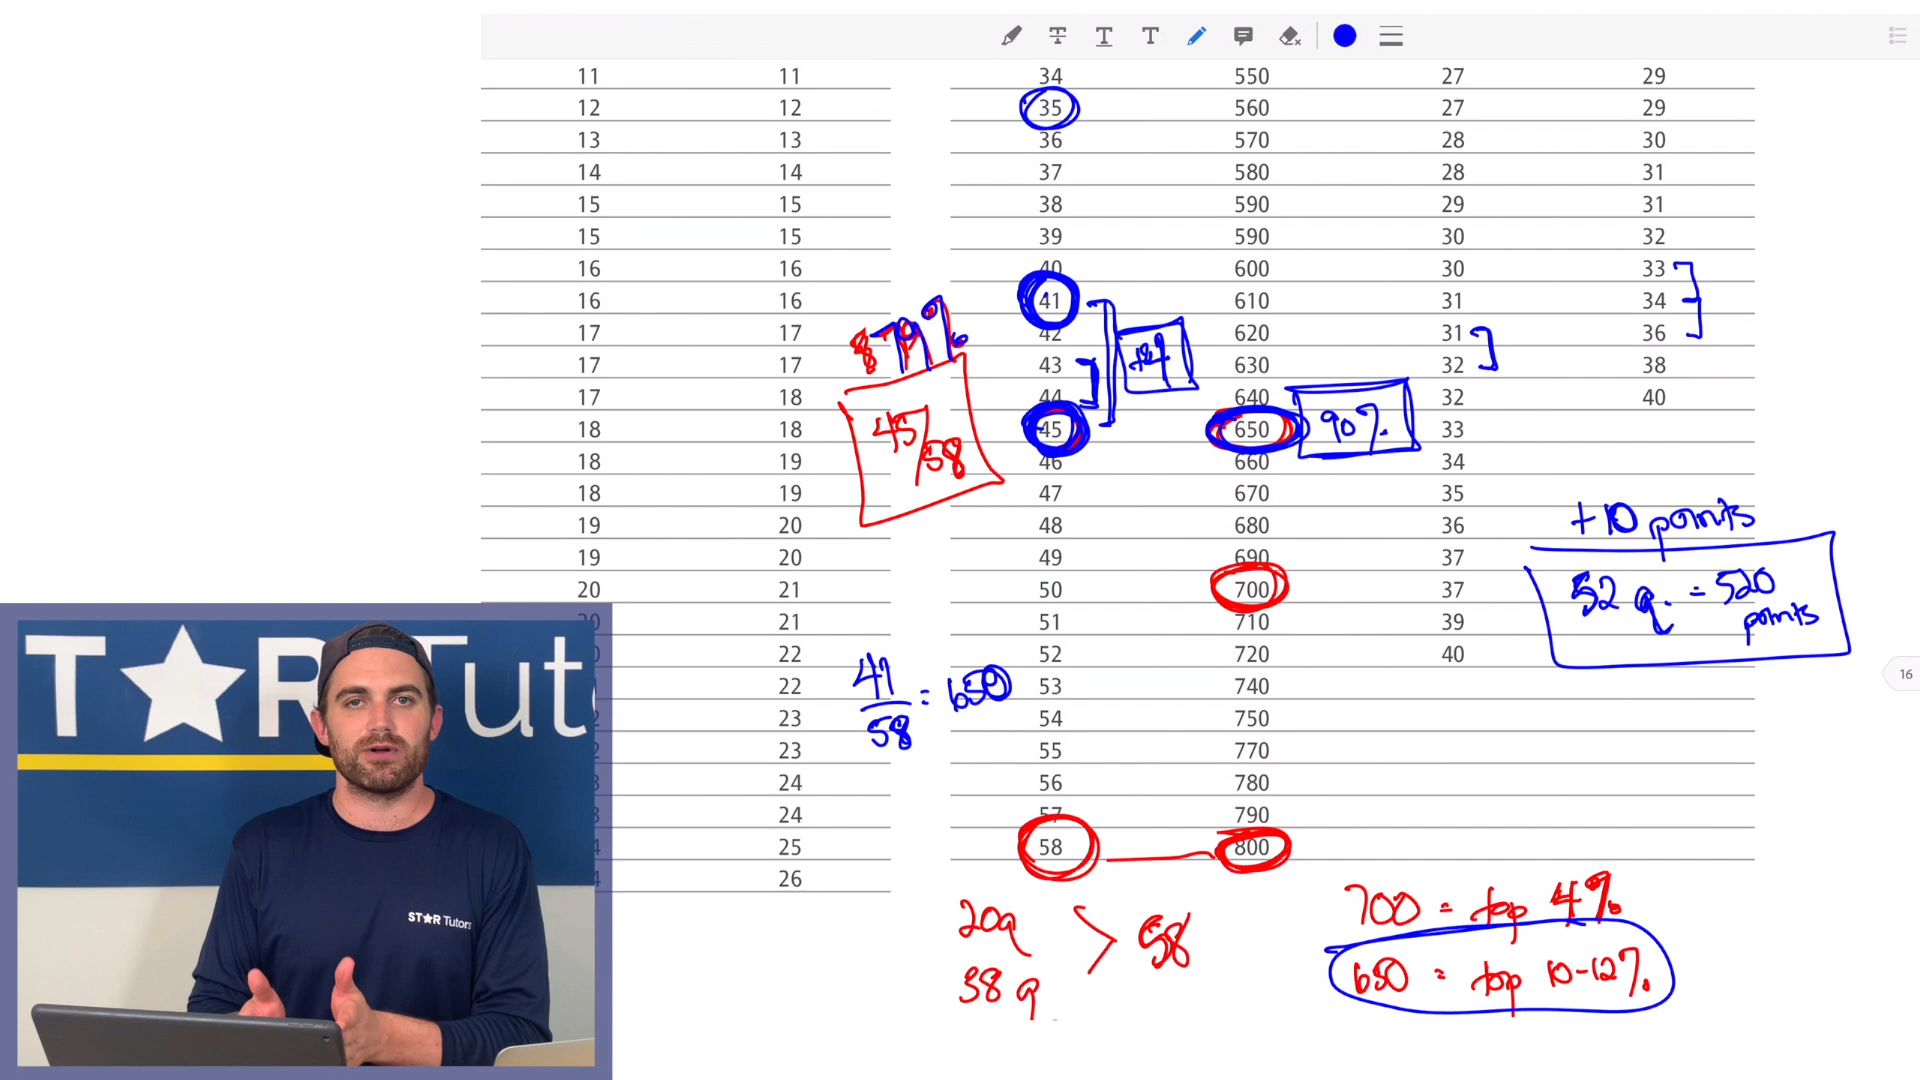 11 11 34 550 27 29
12 12 35 560 27 29
13 13 36 570 28 30
14 14 37 580 28 31
15 15 38 590 29 31
15 15 39 590 30 32
16 16 40 600 30 33
16 16 41 610 31 34
17 17 42 620 31 36
17 17 43 630 32 38
17 18 44 640 32 40
18 18 45 650 33
18 19 46 660 34
18 19 47 670 35
19 20 48 680 36
19 20 49 690 37
20 21 50 700 37
21 51 710 39
22 52 720 40
22 53 740
23 54 750
23 55 770
24 56 780
24 57 790
25 58 800
26
45/58
90%
+10 points
52 q. = 520
points
41
58
= 650
20q
38q
> 58
700 = top 4%
650 = top 10-12%
16
T★R Tut
ST★R Tutors